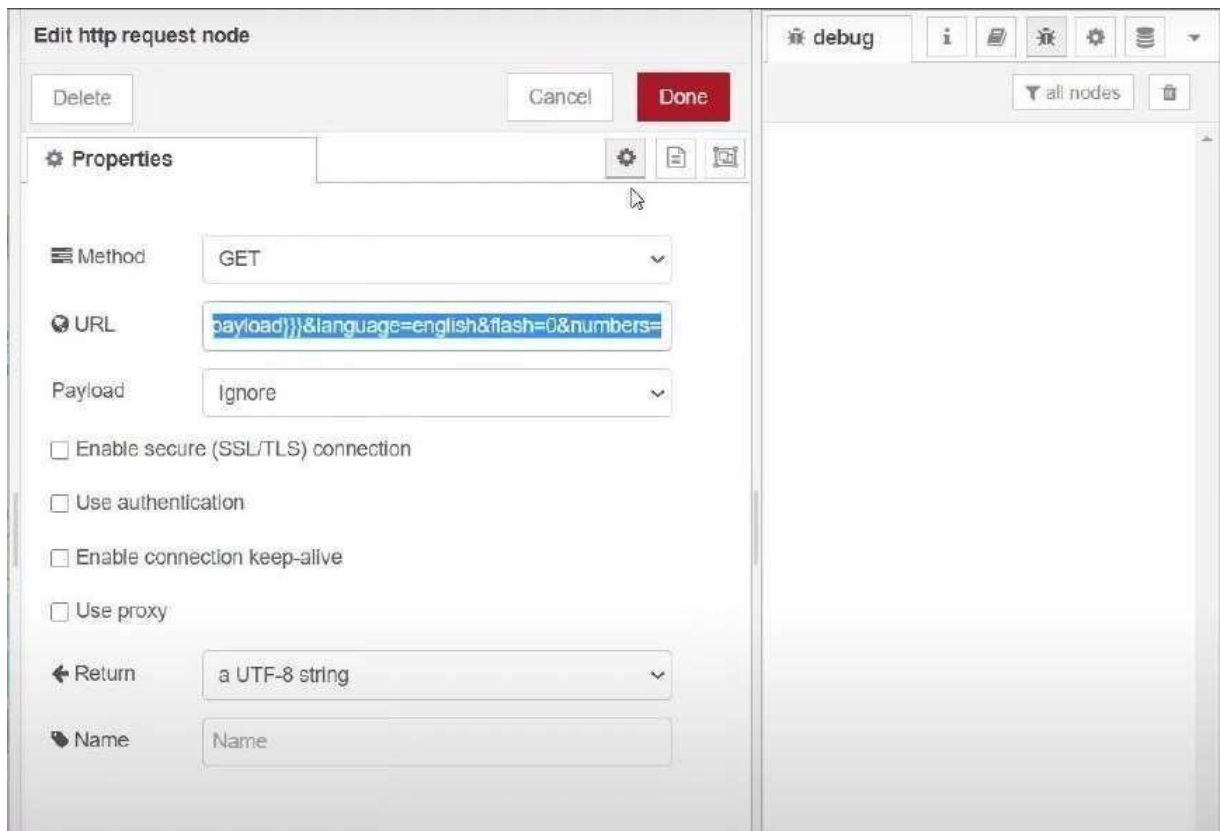 Edit http request node
debug
i
Delete
Cancel
Done
all nodes
Properties
Method
GET
URL
payload}}}&language=english&flash=0&numbers=
Payload
Ignore
Enable secure (SSL/TLS) connection
Use authentication
Enable connection keep-alive
Use proxy
Return
a UTF-8 string
Name
Name